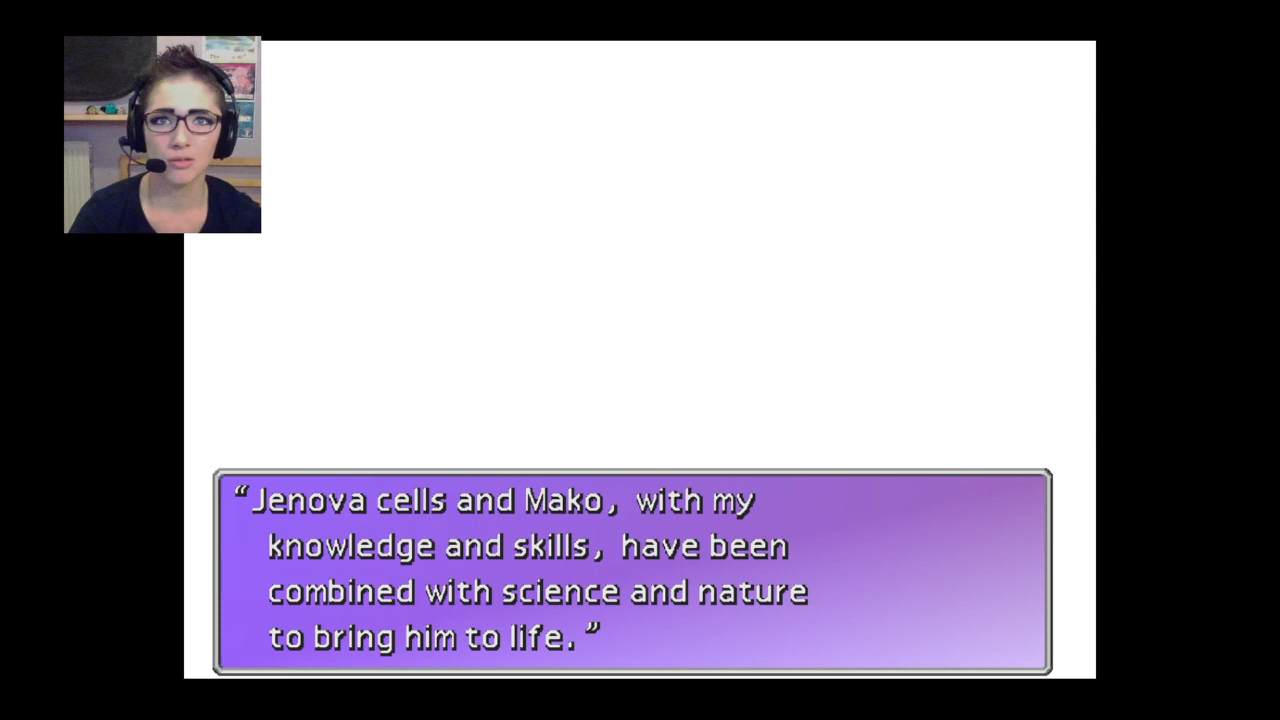 “Jenova cells and Mako, with my
knowledge and skills, have been
combined with science and nature
to bring him to life.”